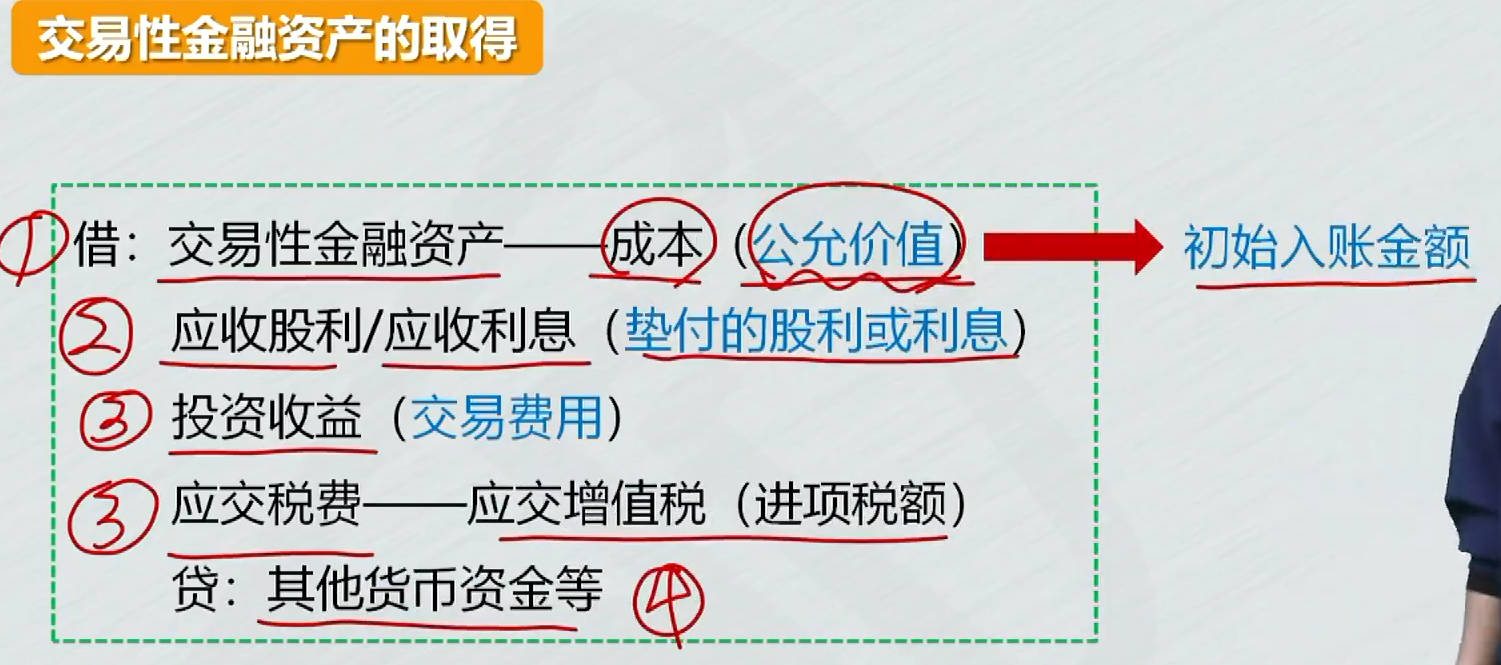 交易性金融资产的取得
①借：交易性金融资产——成本（公允价值） 初始入账金额
②应收股利/应收利息（垫付的股利或利息）
③投资收益（交易费用）
③应交税费——应交增值税（进项税额）
贷：其他货币资金等 ④